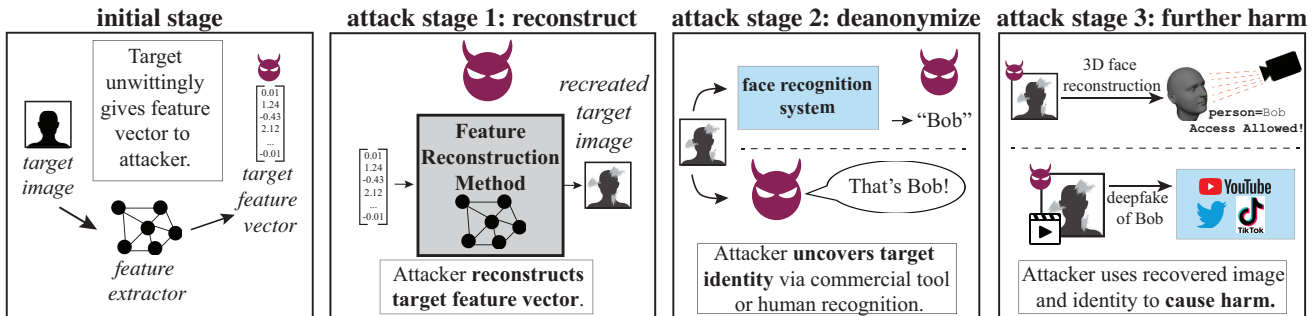 initial stage
Target
unwittingly
gives feature
vector to
attacker.
target
image
0.01
1.24
-0.43
2.12
...
-0.01
target
feature
vector
feature
extractor
attack stage 1: reconstruct
recreated
target
image
0.01
1.24
-0.43
2.12
...
-0.01
Feature
Reconstruction
Method
Attacker reconstructs
target feature vector.
attack stage 2: deanonymize
face recognition
system
“Bob”
That’s Bob!
Attacker uncovers target
identity via commercial tool
or human recognition.
attack stage 3: further harm
3D face
reconstruction
person=Bob
Access Allowed!
deepfake
of Bob
YouTube
TikTok
Attacker uses recovered image
and identity to cause harm.